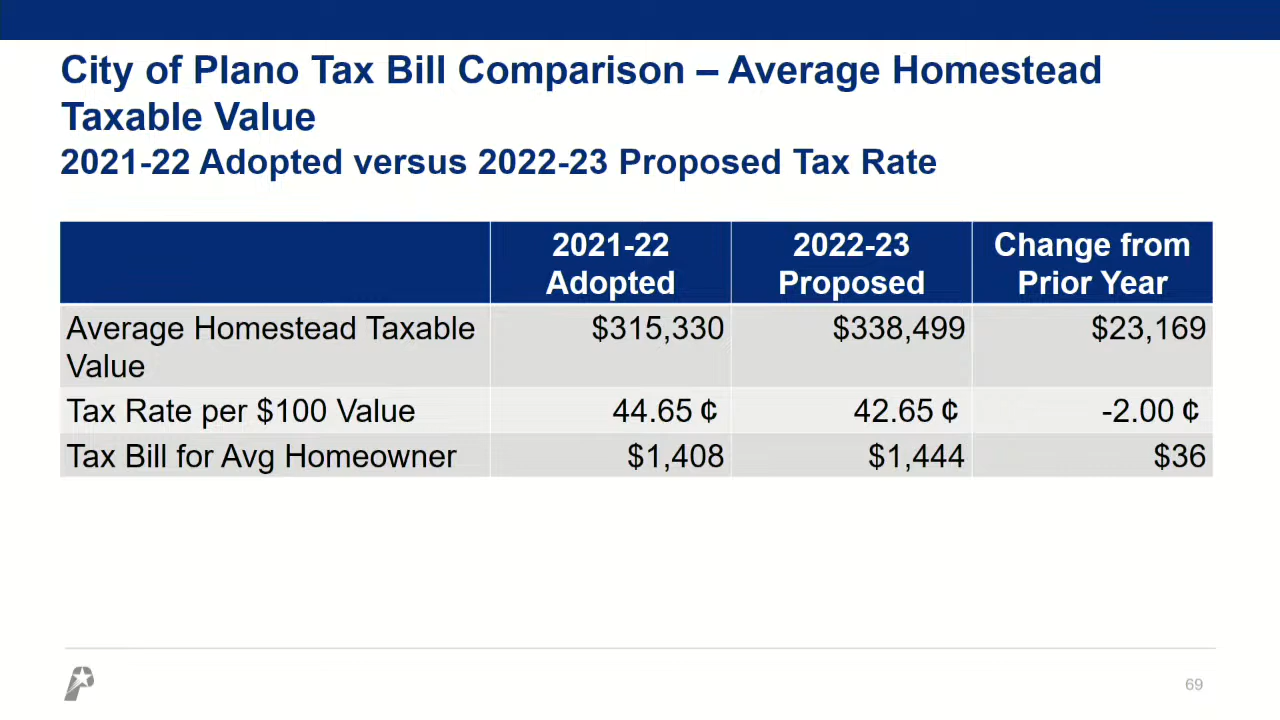 City of Plano Tax Bill Comparison – Average Homestead
Taxable Value
2021-22 Adopted versus 2022-23 Proposed Tax Rate
2021-22 Adopted
2022-23 Proposed
Change from Prior Year
Average Homestead Taxable Value
$315,330
$338,499
$23,169
Tax Rate per $100 Value
44.65 ¢
42.65 ¢
-2.00 ¢
Tax Bill for Avg Homeowner
$1,408
$1,444
$36
69